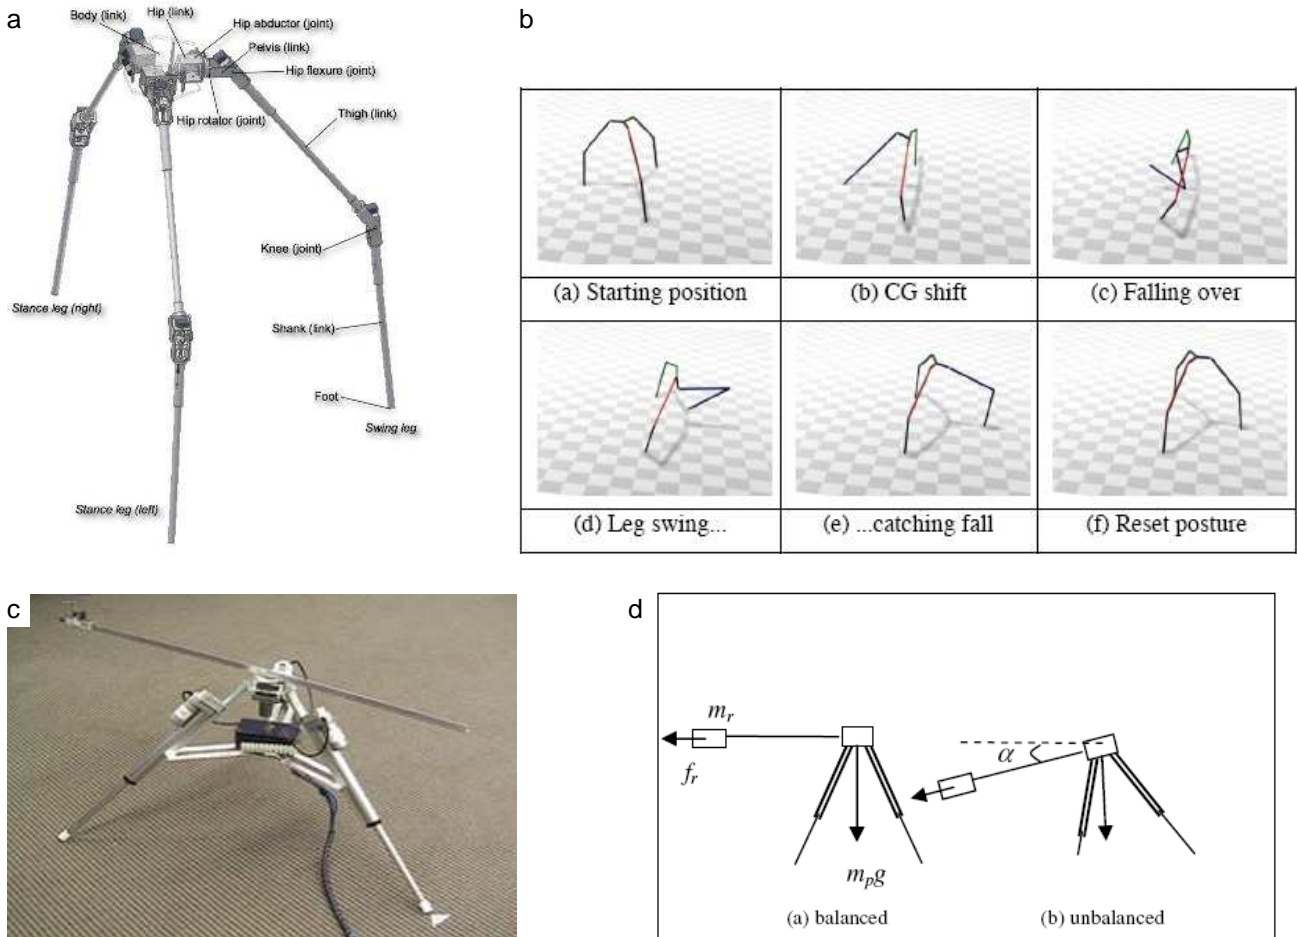 a
Body (link)
Hip (link)
Hip abductor (joint)
Pelvis (link)
Hip flexure (joint)
Hip rotator (joint)
Thigh (link)
Knee (joint)
Stance leg (right)
Shank (link)
Foot
Swing leg
Stance leg (left)
b
(a) Starting position
(b) CG shift
(c) Falling over
(d) Leg swing...
(e) ...catching fall
(f) Reset posture
c
d
m_r
f_r
α
m_pg
(a) balanced
(b) unbalanced